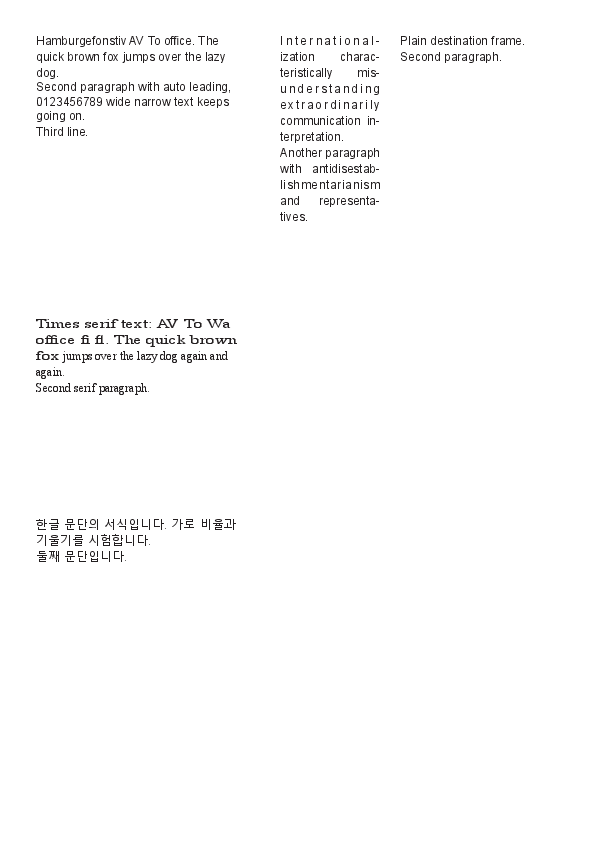 Hamburgefonstiv AV To office. The
quick brown fox jumps over the lazy
dog.
Second paragraph with auto leading,
0123456789 wide narrow text keeps
going on.
Third line.
International-
ization charac-
teristically mis-
understanding
extraordinarily
communication in-
terpretation.
Another paragraph
with antidisestab-
lishmentarianism
and representa-
tives.
Plain destination frame.
Second paragraph.
Times serif text: AV To Wa
office fi fl. The quick brown
fox jumps over the lazy dog again and
again.
Second serif paragraph.
한글 문단의 서식입니다. 가로 비율과
기울기를 시험합니다.
둘째 문단입니다.